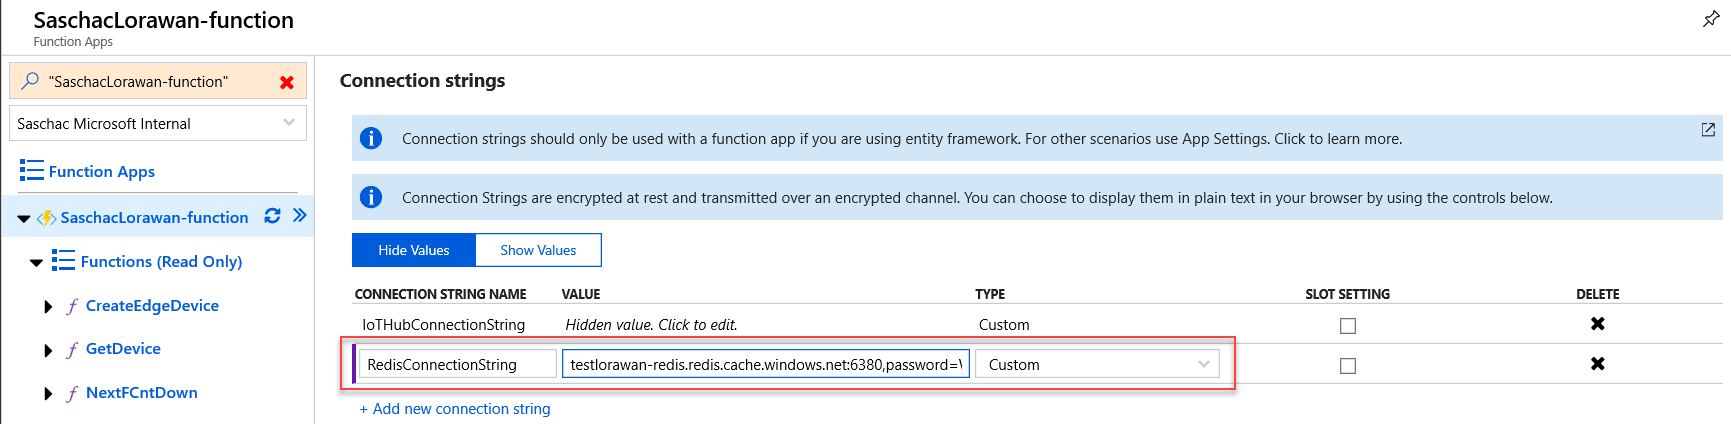 SaschacLorawan-function
Function Apps
"SaschacLorawan-function"
Saschac Microsoft Internal
Function Apps
SaschacLorawan-function
Functions (Read Only)
CreateEdgeDevice
GetDevice
NextFCntDown
Connection strings
Connection strings should only be used with a function app if you are using entity framework. For other scenarios use App Settings. Click to learn more.
Connection Strings are encrypted at rest and transmitted over an encrypted channel. You can choose to display them in plain text in your browser by using the controls below.
Hide Values Show Values
CONNECTION STRING NAME VALUE TYPE SLOT SETTING DELETE
IoTHubConnectionString Hidden value. Click to edit. Custom
RedisConnectionString testlorawan-redis.redis.cache.windows.net:6380,password= Custom
+ Add new connection string